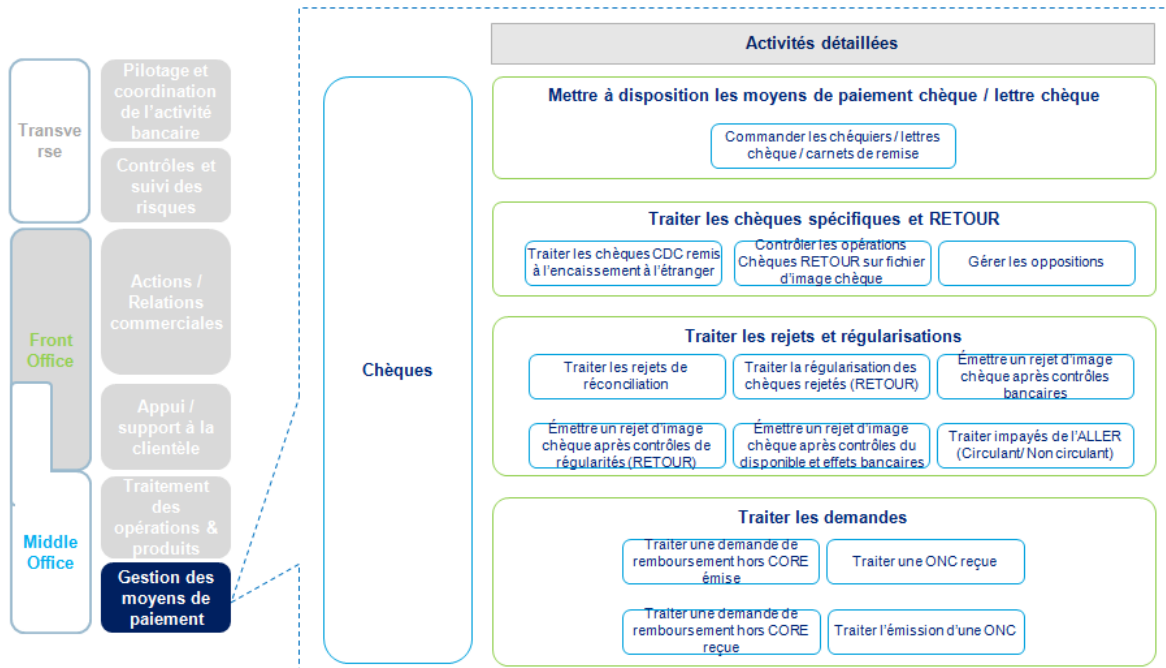 Activités détaillées
Transve
rse
Pilotage et
coordination
de l'activité
bancaire
Contrôles et
suivi des
risques
Front
Office
Actions /
Relations
commerciales
Appui /
support à la
clientèle
Middle
Office
Traitement
des
opérations &
produits
Gestion des
moyens de
paiement
Chèques
Mettre à disposition les moyens de paiement chèque / lettre chèque
Commander les chéquiers / lettres
chèque / carnets de remise
Traiter les chèques spécifiques et RETOUR
Traiter les chèques CDC remis
à l'encaissement à l'étranger
Contrôler les opérations
Chèques RETOUR sur fichier
d'image chèque
Gérer les oppositions
Traiter les rejets et régularisations
Traiter les rejets de
réconciliation
Traiter la régularisation des
chèques rejetés (RETOUR)
Émettre un rejet d'image
chèque après contrôles
bancaires
Émettre un rejet d'image
chèque après contrôles de
régularités (RETOUR)
Émettre un rejet d'image
chèque après contrôles du
disponible et effets bancaires
Traiter impayés de l'ALLER
(Circulant/ Non circulant)
Traiter les demandes
Traiter une demande de
remboursement hors CORE
émise
Traiter une ONC reçue
Traiter une demande de
remboursement hors CORE
reçue
Traiter l'émission d'une ONC